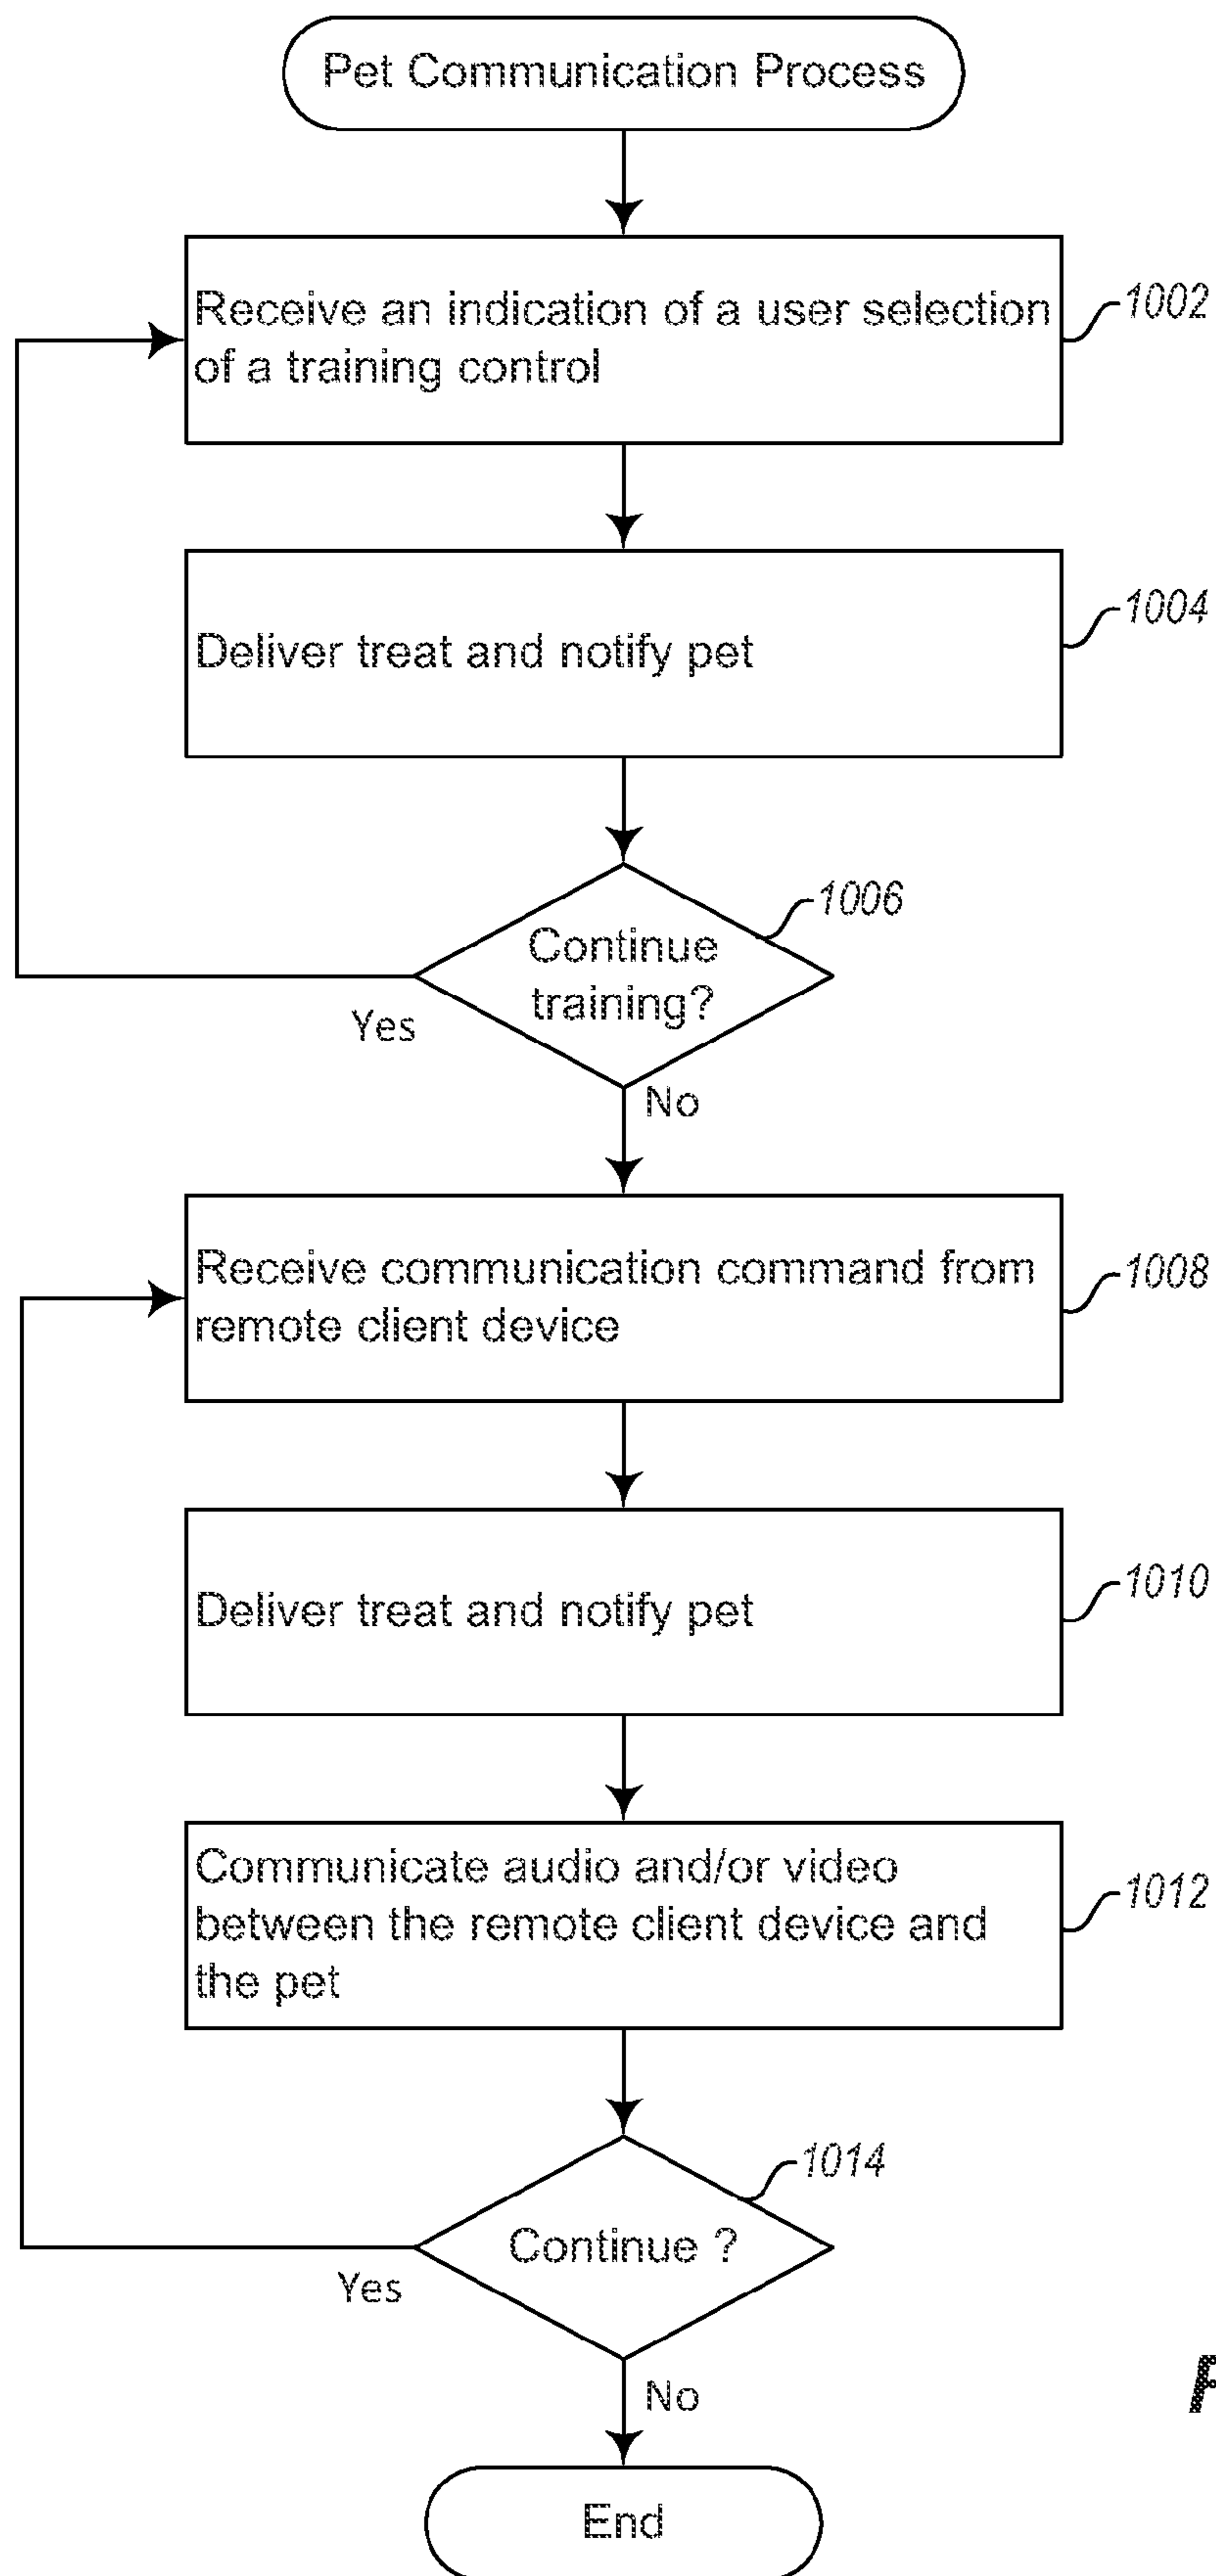 Pet Communication Process
Receive an indication of a user selection
of a training control
1002
Deliver treat and notify pet
1004
Continue
training?
1006
Yes
No
Receive communication command from
remote client device
1008
Deliver treat and notify pet
1010
Communicate audio and/or video
between the remote client device and
the pet
1012
Continue ?
1014
Yes
No
End